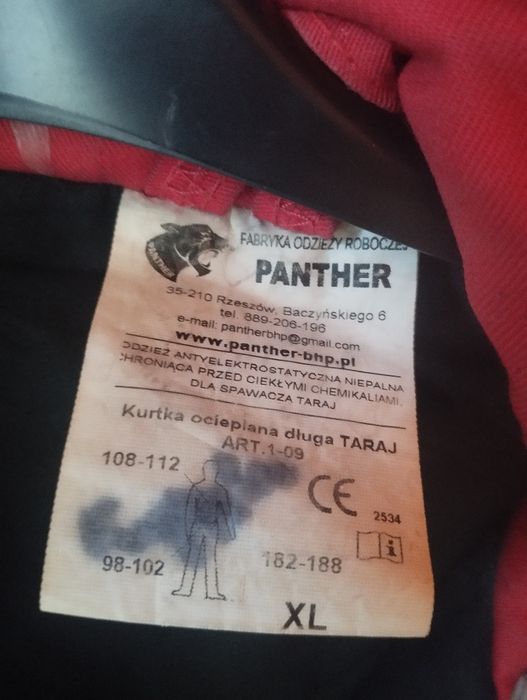 PANTHER
FABRYKA ODZIEŻY ROBOCZEJ
PANTHER
35-210 Rzeszów, Baczyńskiego 6
tel. 889-206-196
e-mail: pantherbhp@gmail.com
www.panther-bhp.pl
ODZIEŻ ANTYELEKTROSTATYCZNA NIEPALNA
CHRONIĄCA PRZED CIEKŁYMI CHEMIKALIAMI.
DLA SPAWACZA TARAJ
Kurtka ocieplana długa TARAJ
ART.1-09
108-112
CE
2534
i
98-102
182-188
XL